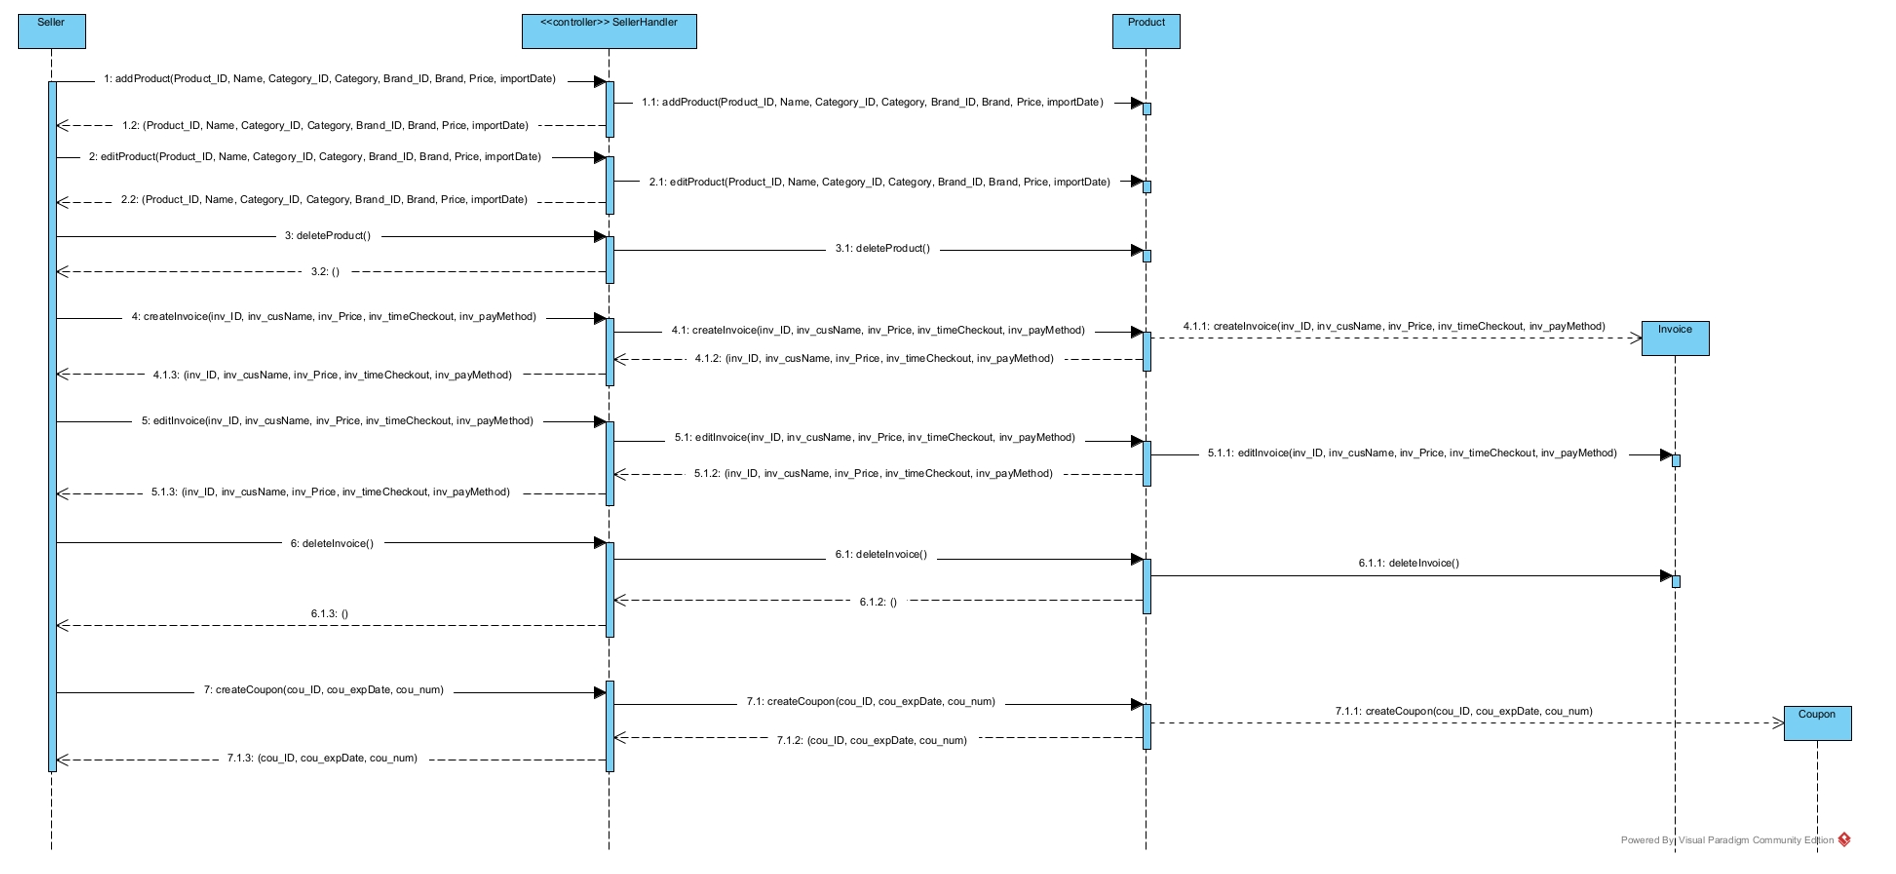 Seller
<<controller>> SellerHandler
Product
1: addProduct(Product_ID, Name, Category_ID, Category, Brand_ID, Brand, Price, importDate)
1.1: addProduct(Product_ID, Name, Category_ID, Category, Brand_ID, Brand, Price, importDate)
1.2: (Product_ID, Name, Category_ID, Category, Brand_ID, Brand, Price, importDate)
2: editProduct(Product_ID, Name, Category_ID, Category, Brand_ID, Brand, Price, importDate)
2.1: editProduct(Product_ID, Name, Category_ID, Category, Brand_ID, Brand, Price, importDate)
2.2: (Product_ID, Name, Category_ID, Category, Brand_ID, Brand, Price, importDate)
3: deleteProduct()
3.1: deleteProduct()
3.2: ()
4: createInvoice(inv_ID, inv_cusName, inv_Price, inv_timeCheckout, inv_payMethod)
4.1: createInvoice(inv_ID, inv_cusName, inv_Price, inv_timeCheckout, inv_payMethod)
4.1.1: createInvoice(inv_ID, inv_cusName, inv_Price, inv_timeCheckout, inv_payMethod)
Invoice
4.1.2: (inv_ID, inv_cusName, inv_Price, inv_timeCheckout, inv_payMethod)
4.1.3: (inv_ID, inv_cusName, inv_Price, inv_timeCheckout, inv_payMethod)
5: editInvoice(inv_ID, inv_cusName, inv_Price, inv_timeCheckout, inv_payMethod)
5.1: editInvoice(inv_ID, inv_cusName, inv_Price, inv_timeCheckout, inv_payMethod)
5.1.1: editInvoice(inv_ID, inv_cusName, inv_Price, inv_timeCheckout, inv_payMethod)
5.1.2: (inv_ID, inv_cusName, inv_Price, inv_timeCheckout, inv_payMethod)
5.1.3: (inv_ID, inv_cusName, inv_Price, inv_timeCheckout, inv_payMethod)
6: deleteInvoice()
6.1: deleteInvoice()
6.1.1: deleteInvoice()
6.1.2: ()
6.1.3: ()
7: createCoupon(cou_ID, cou_expDate, cou_num)
7.1: createCoupon(cou_ID, cou_expDate, cou_num)
7.1.1: createCoupon(cou_ID, cou_expDate, cou_num)
Coupon
7.1.2: (cou_ID, cou_expDate, cou_num)
7.1.3: (cou_ID, cou_expDate, cou_num)
Powered By Visual Paradigm Community Edition